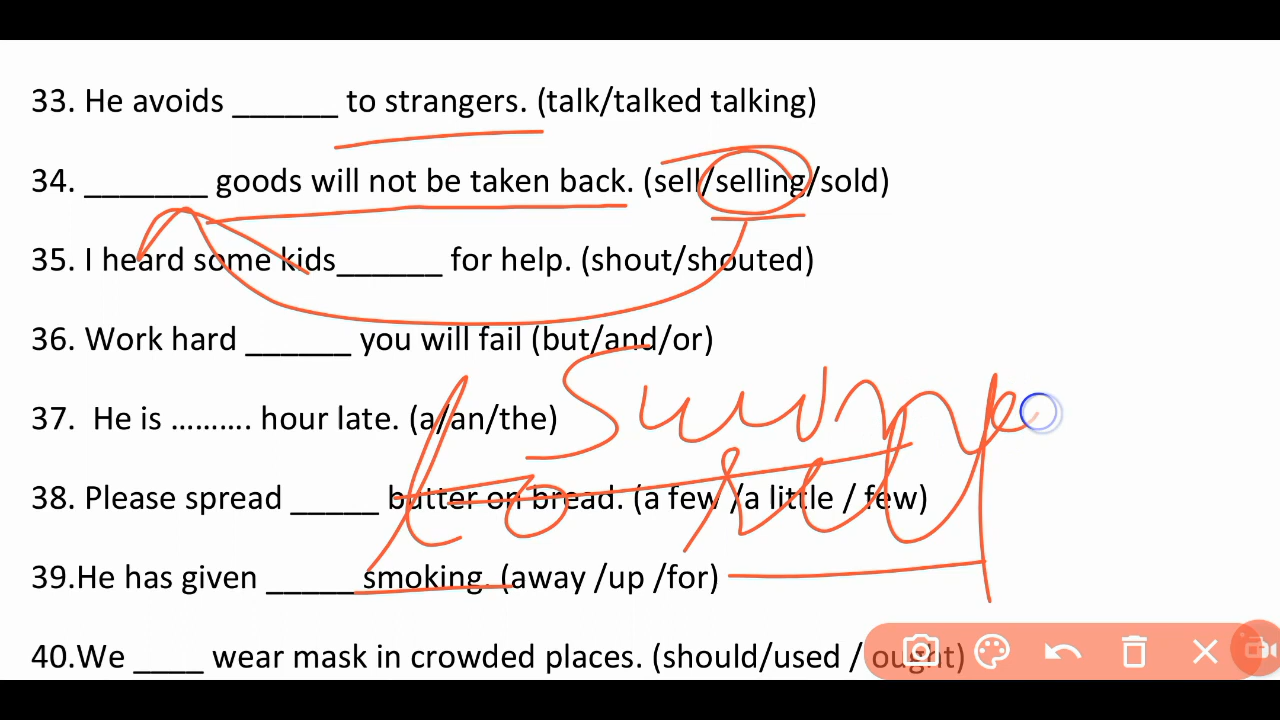 33. He avoids ______ to strangers. (talk/talked talking)
34. _______ goods will not be taken back. (sell/selling/sold)
35. I heard some kids______ for help. (shout/shouted)
36. Work hard ______ you will fail (but/and/or)
37. He is ………. hour late. (a/an/the)
38. Please spread _____ butter on bread. (a few /a little / few)
39.He has given _____ smoking. (away /up /for)
40.We ____ wear mask in crowded places. (should/used / ought)